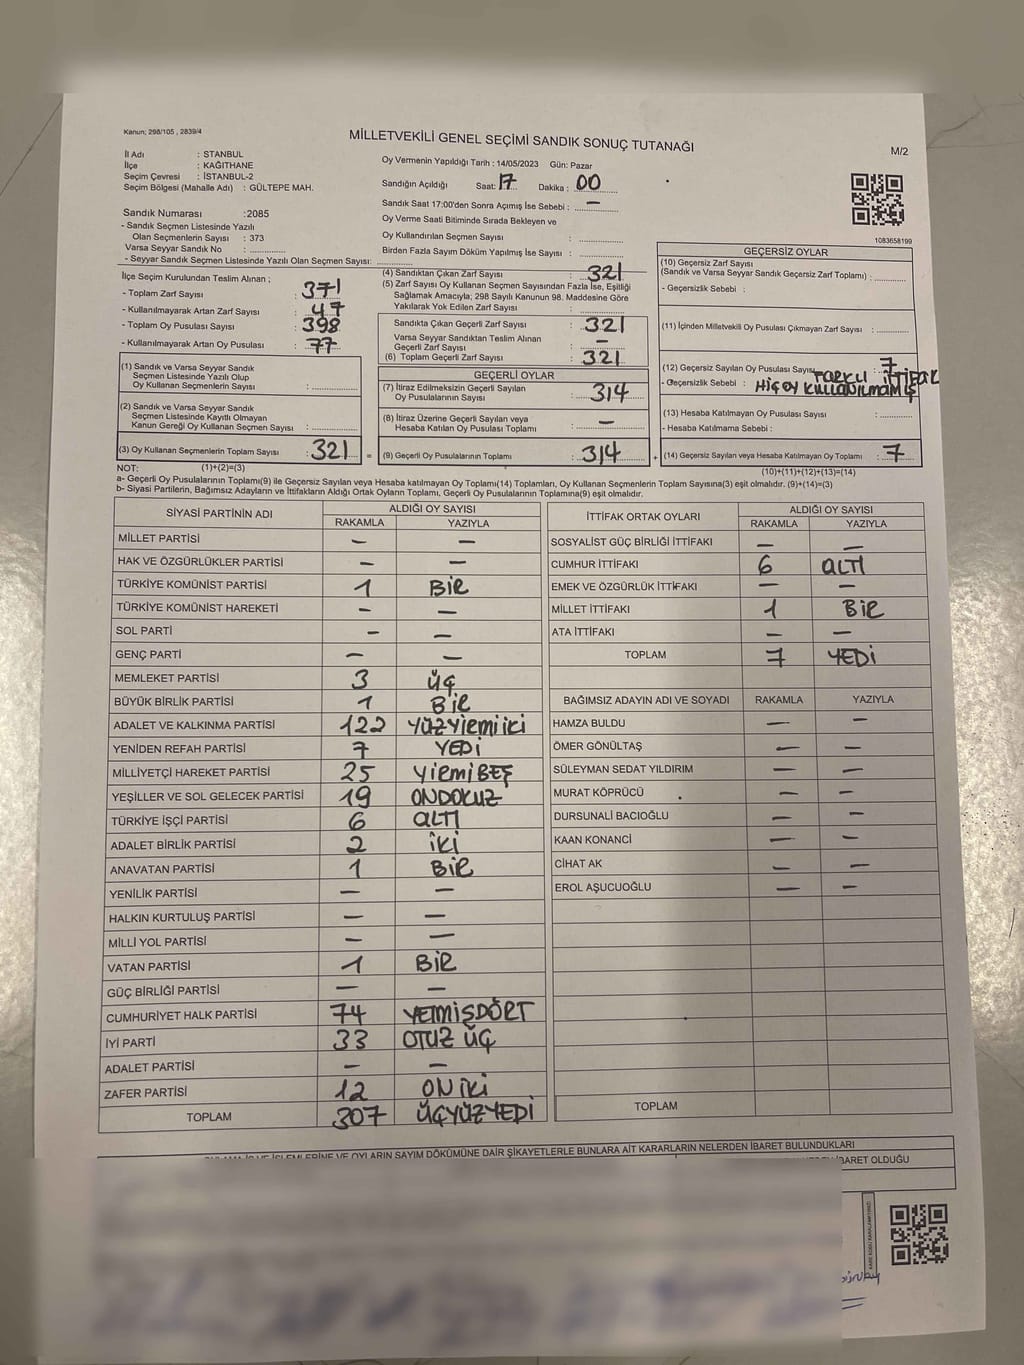 Kanun; 298/105 , 2839/4
MİLLETVEKİLİ GENEL SEÇİMİ SANDIK SONUÇ TUTANAĞI
M/2
İl Adı : STANBUL
İlçe : KAĞITHANE
Seçim Çevresi : İSTANBUL-2
Seçim Bölgesi (Mahalle Adı) : GÜLTEPE MAH.
Sandık Numarası :2085
- Sandık Seçmen Listesinde Yazılı
Olan Seçmenlerin Sayısı : 373
Varsa Seyyar Sandık No :
- Seyyar Sandık Seçmen Listesinde Yazılı Olan Seçmen Sayısı:
Oy Vermenin Yapıldığı Tarih : 14/05/2023 Gün: Pazar
Sandığın Açıldığı Saat: 17 Dakika : 00
Sandık Saat 17:00'den Sonra Açılmış İse Sebebi : —
Oy Verme Saati Bitiminde Sırada Bekleyen ve
Oy Kullandırılan Seçmen Sayısı :
Birden Fazla Sayım Döküm Yapılmış İse Sayısı :
1083658199
İlçe Seçim Kurulundan Teslim Alınan ;
- Toplam Zarf Sayısı : 371
- Kullanılmayarak Artan Zarf Sayısı : 47
- Toplam Oy Pusulası Sayısı : 398
- Kullanılmayarak Artan Oy Pusulası : 77
(1) Sandık ve Varsa Seyyar Sandık
Seçmen Listesinde Yazılı Olup
Oy Kullanan Seçmenlerin Sayısı :
(2) Sandık ve Varsa Seyyar Sandık
Seçmen Listesinde Kayıtlı Olmayan
Kanun Gereği Oy Kullanan Seçmen Sayısı :
(3) Oy Kullanan Seçmenlerin Toplam Sayısı : 321
(4) Sandıktan Çıkan Zarf Sayısı : 321
(5) Zarf Sayısı Oy Kullanan Seçmen Sayısından Fazla İse, Eşitliği
Sağlamak Amacıyla; 298 Sayılı Kanunun 98. Maddesine Göre
Yakılarak Yok Edilen Zarf Sayısı :
Sandıkta Çıkan Geçerli Zarf Sayısı : 321
Varsa Seyyar Sandıktan Teslim Alınan
Geçerli Zarf Sayısı : —
(6) Toplam Geçerli Zarf Sayısı : 321
GEÇERLİ OYLAR
(7) İtiraz Edilmeksizin Geçerli Sayılan
Oy Pusulalarının Sayısı : 314
(8) İtiraz Üzerine Geçerli Sayılan veya
Hesaba Katılan Oy Pusulası Toplamı : —
= (9) Geçerli Oy Pusulalarının Toplamı : 314
GEÇERSİZ OYLAR
(10) Geçersiz Zarf Sayısı
(Sandık ve Varsa Seyyar Sandık Geçersiz Zarf Toplamı) :
- Geçersizlik Sebebi :
(11) İçinden Milletvekili Oy Pusulası Çıkmayan Zarf Sayısı :
(12) Geçersiz Sayılan Oy Pusulası Sayısı : 7
- Geçersizlik Sebebi : FARKLI İTTİFAK
HİÇ OY KULLANILMAMIŞ
(13) Hesaba Katılmayan Oy Pusulası Sayısı :
- Hesaba Katılmama Sebebi :
+ (14) Geçersiz Sayılan veya Hesaba Katılmayan Oy Toplamı : 7
NOT: (1)+(2)=(3)
(10)+(11)+(12)+(13)=(14)
a- Geçerli Oy Pusulalarının Toplamı(9) ile Geçersiz Sayılan veya Hesaba katılmayan Oy Toplamı(14) Toplamları, Oy Kullanan Seçmenlerin Toplam Sayısına(3) eşit olmalıdır. (9)+(14)=(3)
b- Siyasi Partilerin, Bağımsız Adayların ve İttifakların Aldığı Ortak Oyların Toplamı, Geçerli Oy Pusulalarının Toplamına(9) eşit olmalıdır.
SİYASİ PARTİNİN ADI
ALDIĞI OY SAYISI
RAKAMLA YAZIYLA
MİLLET PARTİSİ — —
HAK VE ÖZGÜRLÜKLER PARTİSİ — —
TÜRKİYE KOMÜNİST PARTİSİ 1 BİR
TÜRKİYE KOMÜNİST HAREKETİ — —
SOL PARTİ — —
GENÇ PARTİ — —
MEMLEKET PARTİSİ 3 ÜÇ
BÜYÜK BİRLİK PARTİSİ 1 BİR
ADALET VE KALKINMA PARTİSİ 122 YÜZYİRMİİKİ
YENİDEN REFAH PARTİSİ 7 YEDİ
MİLLİYETÇİ HAREKET PARTİSİ 25 YİRMİBEŞ
YEŞİLLER VE SOL GELECEK PARTİSİ 19 ONDOKUZ
TÜRKİYE İŞÇİ PARTİSİ 6 ALTI
ADALET BİRLİK PARTİSİ 2 İKİ
ANAVATAN PARTİSİ 1 BİR
YENİLİK PARTİSİ — —
HALKIN KURTULUŞ PARTİSİ — —
MİLLİ YOL PARTİSİ — —
VATAN PARTİSİ 1 BİR
GÜÇ BİRLİĞİ PARTİSİ — —
CUMHURİYET HALK PARTİSİ 74 YETMİŞDÖRT
İYİ PARTİ 33 OTUZ ÜÇ
ADALET PARTİSİ — —
ZAFER PARTİSİ 12 ONİKİ
TOPLAM 307 ÜÇYÜZYEDİ
İTTİFAK ORTAK OYLARI
ALDIĞI OY SAYISI
RAKAMLA YAZIYLA
SOSYALİST GÜÇ BİRLİĞİ İTTİFAKI — —
CUMHUR İTTİFAKI 6 ALTI
EMEK VE ÖZGÜRLÜK İTTİFAKI — —
MİLLET İTTİFAKI 1 BİR
ATA İTTİFAKI — —
TOPLAM 7 YEDİ
BAĞIMSIZ ADAYIN ADI VE SOYADI RAKAMLA YAZIYLA
HAMZA BULDU — —
ÖMER GÖNÜLTAŞ — —
SÜLEYMAN SEDAT YILDIRIM — —
MURAT KÖPRÜCÜ — —
DURSUNALİ BACIOĞLU — —
KAAN KONANCİ — —
CİHAT AK — —
EROL AŞUCUOĞLU — —
TOPLAM
İŞLEMLERİNE VE OYLARIN SAYIM DÖKÜMÜNE DAİR ŞİKAYETLERLE BUNLARA AİT KARARLARIN NELERDEN İBARET BULUNDUKLARI
İBARET OLDUĞU